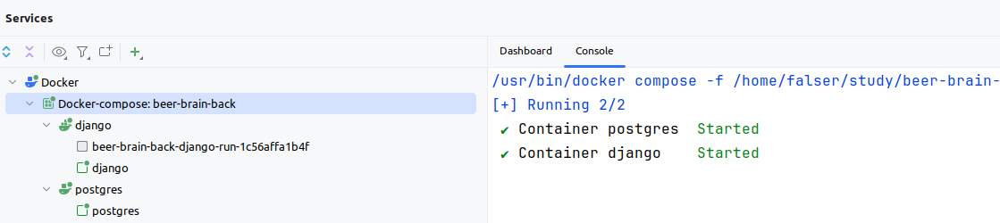 Services
Dashboard
Console
Docker
Docker-compose: beer-brain-back
django
beer-brain-back-django-run-1c56affa1b4f
django
postgres
postgres
/usr/bin/docker compose -f /home/falser/study/beer-brain-
[+] Running 2/2
✔ Container postgres Started
✔ Container django Started